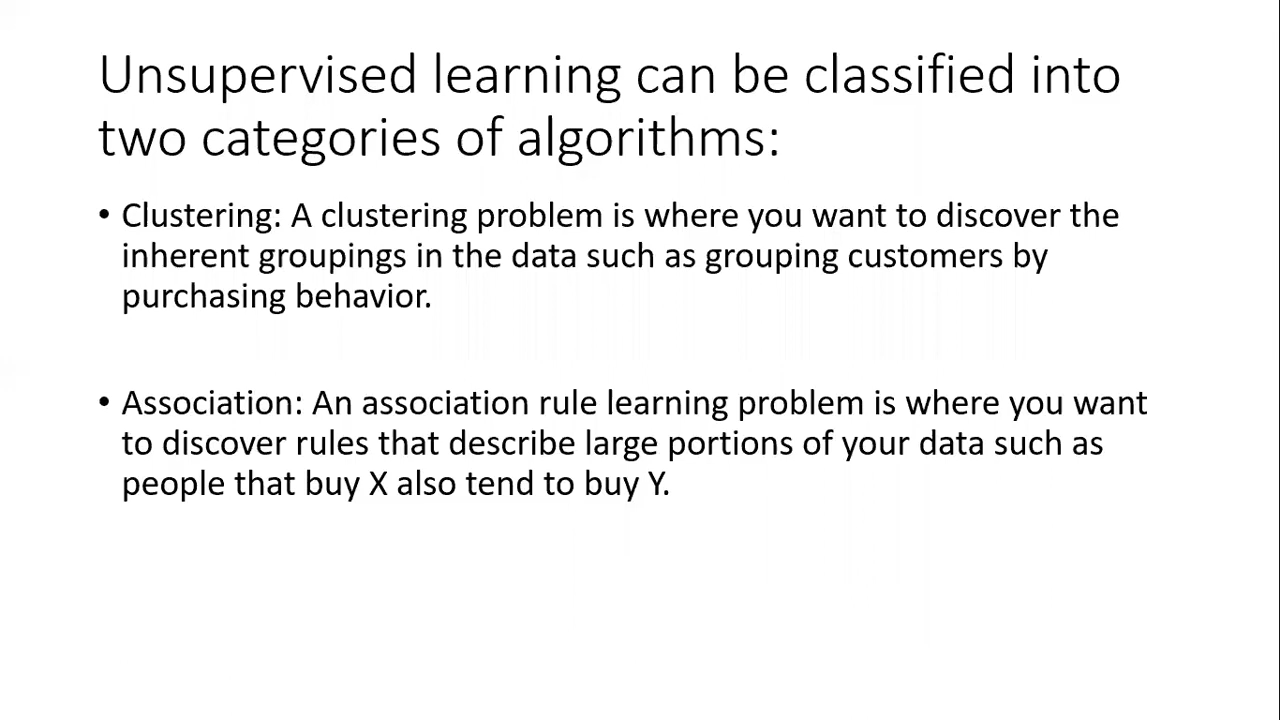 Unsupervised learning can be classified into
two categories of algorithms:
• Clustering: A clustering problem is where you want to discover the
inherent groupings in the data such as grouping customers by
purchasing behavior.
• Association: An association rule learning problem is where you want
to discover rules that describe large portions of your data such as
people that buy X also tend to buy Y.